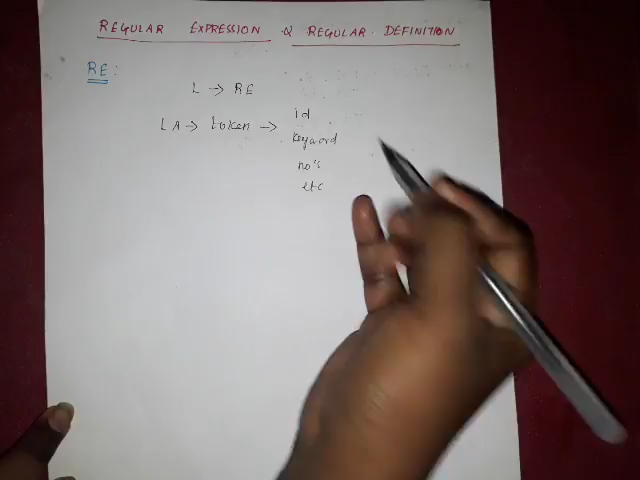 REGULAR EXPRESSION & REGULAR DEFINITION
RE:
L → RE
LA → token → id
keyword
no's
etc